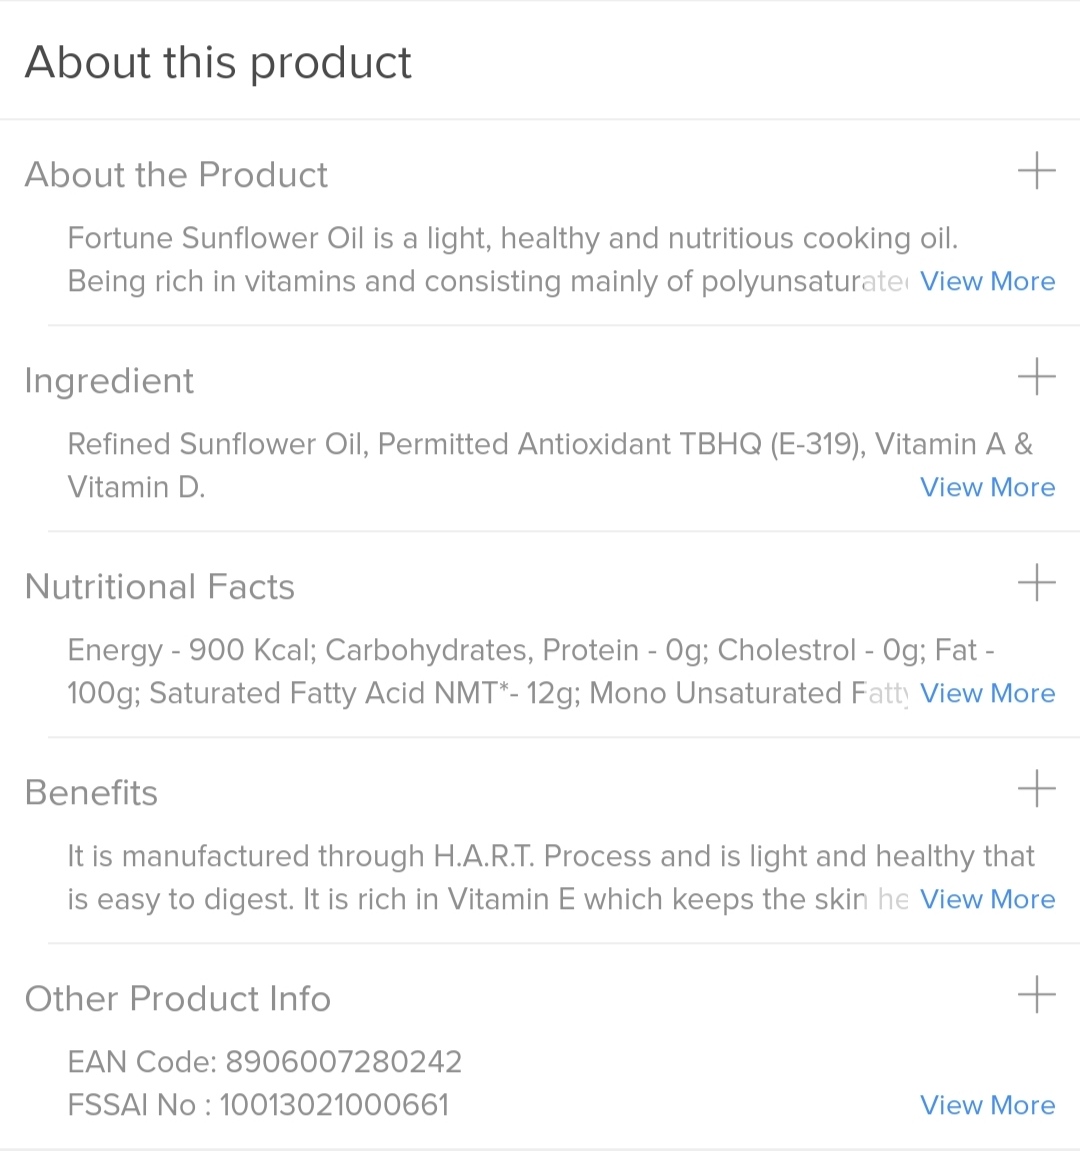 About this product
About the Product
Fortune Sunflower Oil is a light, healthy and nutritious cooking oil.
Being rich in vitamins and consisting mainly of polyunsaturate View More
Ingredient
Refined Sunflower Oil, Permitted Antioxidant TBHQ (E-319), Vitamin A &
Vitamin D. View More
Nutritional Facts
Energy - 900 Kcal; Carbohydrates, Protein - 0g; Cholestrol - 0g; Fat -
100g; Saturated Fatty Acid NMT*- 12g; Mono Unsaturated Fatty View More
Benefits
It is manufactured through H.A.R.T. Process and is light and healthy that
is easy to digest. It is rich in Vitamin E which keeps the skin he View More
Other Product Info
EAN Code: 8906007280242
FSSAI No : 10013021000661 View More